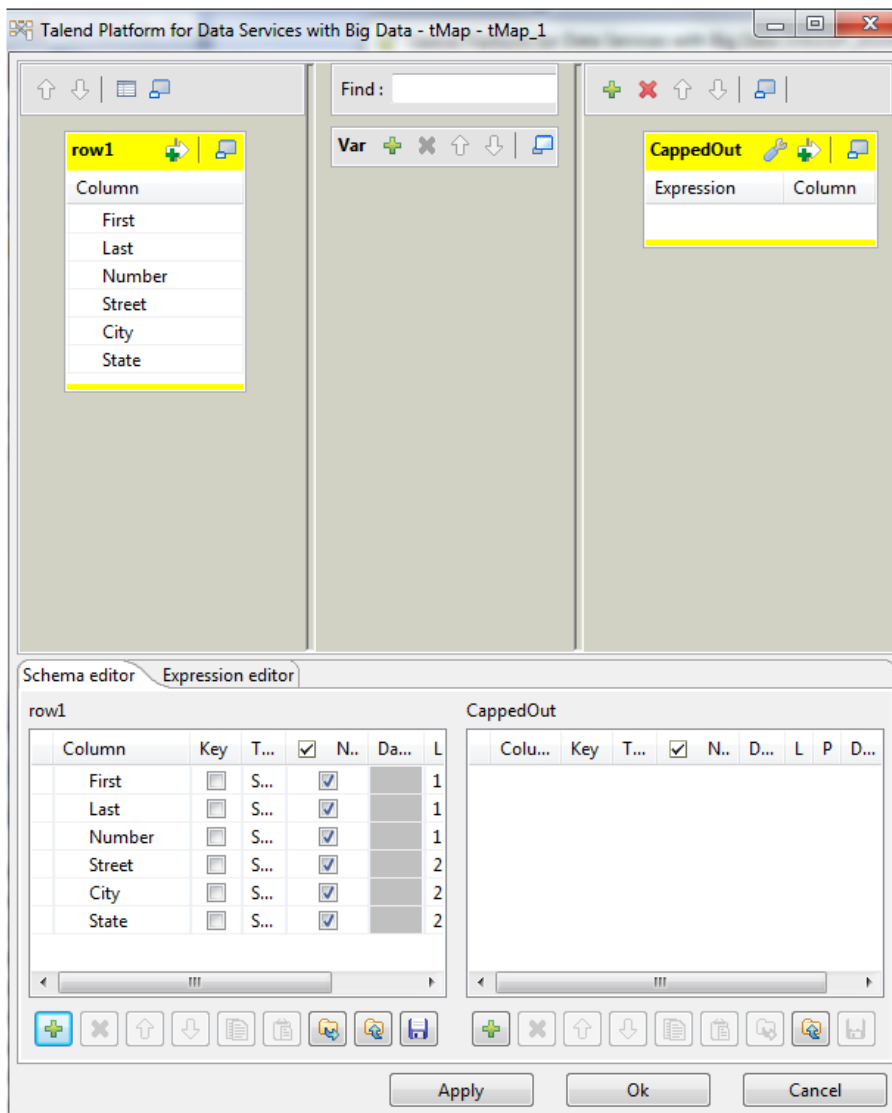 Talend Platform for Data Services with Big Data - tMap - tMap_1
Find :
row1
Column
First
Last
Number
Street
City
State
Var
CappedOut
Expression Column
Schema editor Expression editor
row1
Column Key T... N.. Da... L
First S... 1
Last S... 1
Number S... 1
Street S... 2
City S... 2
State S... 2
CappedOut
Colu... Key T... N.. D... L P D...
Apply Ok Cancel